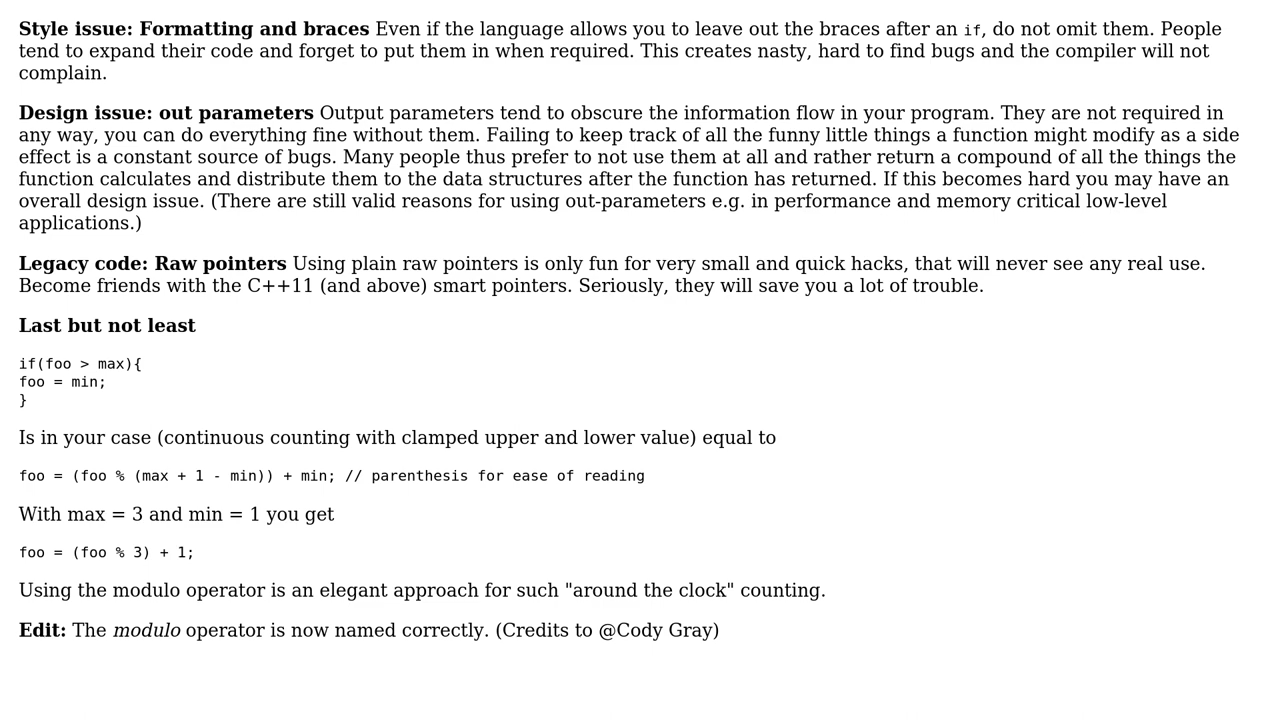 Style issue: Formatting and braces Even if the language allows you to leave out the braces after an if, do not omit them. People
tend to expand their code and forget to put them in when required. This creates nasty, hard to find bugs and the compiler will not
complain.
Design issue: out parameters Output parameters tend to obscure the information flow in your program. They are not required in
any way, you can do everything fine without them. Failing to keep track of all the funny little things a function might modify as a side
effect is a constant source of bugs. Many people thus prefer to not use them at all and rather return a compound of all the things the
function calculates and distribute them to the data structures after the function has returned. If this becomes hard you may have an
overall design issue. (There are still valid reasons for using out-parameters e.g. in performance and memory critical low-level
applications.)
Legacy code: Raw pointers Using plain raw pointers is only fun for very small and quick hacks, that will never see any real use.
Become friends with the C++11 (and above) smart pointers. Seriously, they will save you a lot of trouble.
Last but not least
if(foo > max){
foo = min;
}
Is in your case (continuous counting with clamped upper and lower value) equal to
foo = (foo % (max + 1 - min)) + min; // parenthesis for ease of reading
With max = 3 and min = 1 you get
foo = (foo % 3) + 1;
Using the modulo operator is an elegant approach for such "around the clock" counting.
Edit: The modulo operator is now named correctly. (Credits to @Cody Gray)